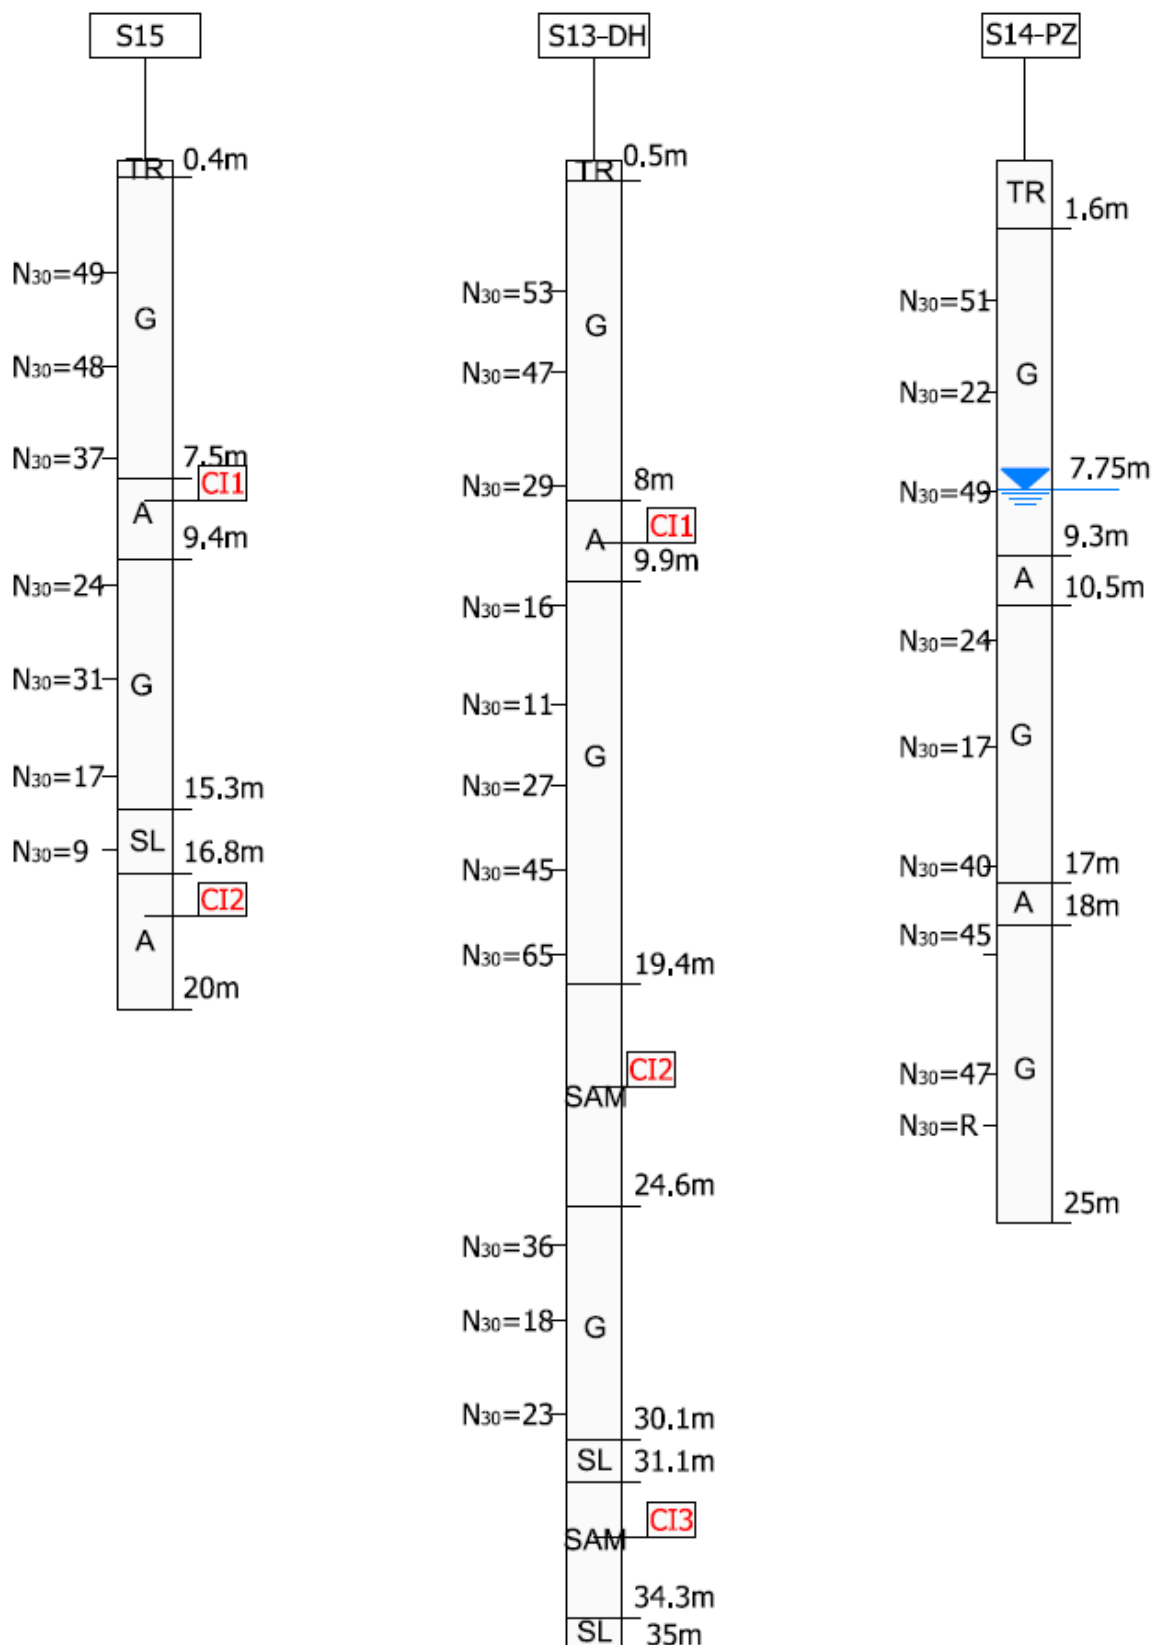 S15
TR 0.4m
N30=49
G
N30=48
N30=37
7.5m
CI1
A
9.4m
N30=24
N30=31
G
N30=17
15.3m
SL
N30=9
16.8m
CI2
A
20m
S13-DH
TR 0.5m
N30=53
G
N30=47
N30=29
8m
CI1
A
9.9m
N30=16
N30=11
G
N30=27
N30=45
N30=65
19.4m
CI2
SAM
24.6m
N30=36
N30=18
G
N30=23
30.1m
SL
31.1m
CI3
SAM
34.3m
SL
35m
S14-PZ
TR
1.6m
N30=51
G
N30=22
7.75m
N30=49
9.3m
A
10.5m
N30=24
G
N30=17
N30=40
17m
A
18m
N30=45
G
N30=47
N30=R
25m